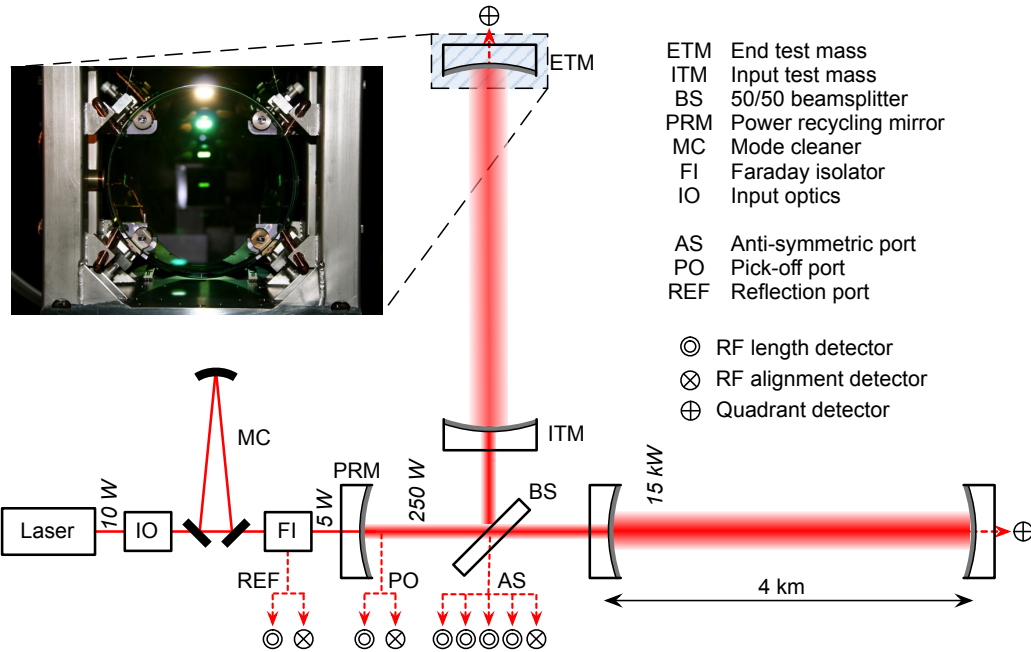 ETM
ETM End test mass
ITM Input test mass
BS 50/50 beamsplitter
PRM Power recycling mirror
MC Mode cleaner
FI Faraday isolator
IO Input optics
AS Anti-symmetric port
PO Pick-off port
REF Reflection port
RF length detector
RF alignment detector
Quadrant detector
MC
ITM
PRM
BS
Laser
10 W
IO
FI
5 W
250 W
15 kW
REF
PO
AS
4 km